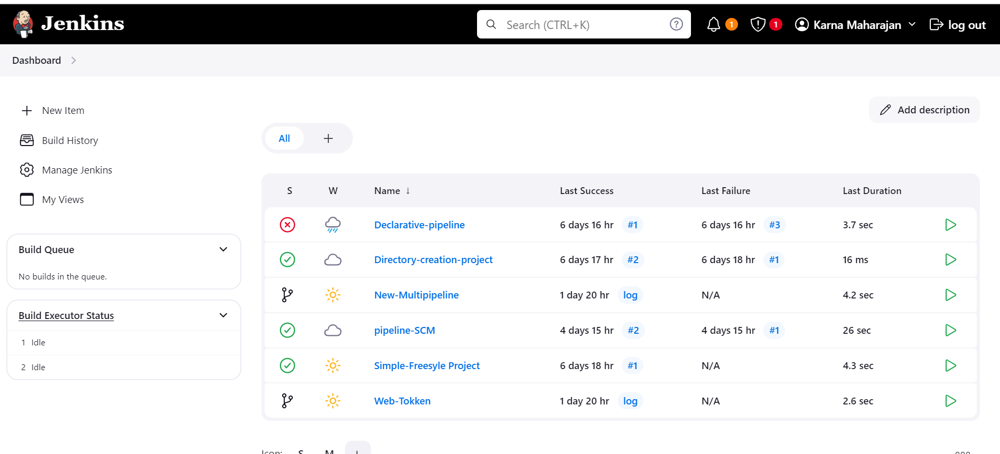 Jenkins
Search (CTRL+K)
1
1
Karna Maharajan
log out
Dashboard
New Item
Build History
Manage Jenkins
My Views
Build Queue
No builds in the queue.
Build Executor Status
1 Idle
2 Idle
Add description
All
S W Name ↓ Last Success Last Failure Last Duration
Declarative-pipeline 6 days 16 hr #1 6 days 16 hr #3 3.7 sec
Directory-creation-project 6 days 17 hr #2 6 days 18 hr #1 16 ms
New-Multipipeline 1 day 20 hr log N/A 4.2 sec
pipeline-SCM 4 days 15 hr #2 4 days 15 hr #1 26 sec
Simple-Freesyle Project 6 days 18 hr #1 N/A 4.3 sec
Web-Tokken 1 day 20 hr log N/A 2.6 sec
Icon: S M